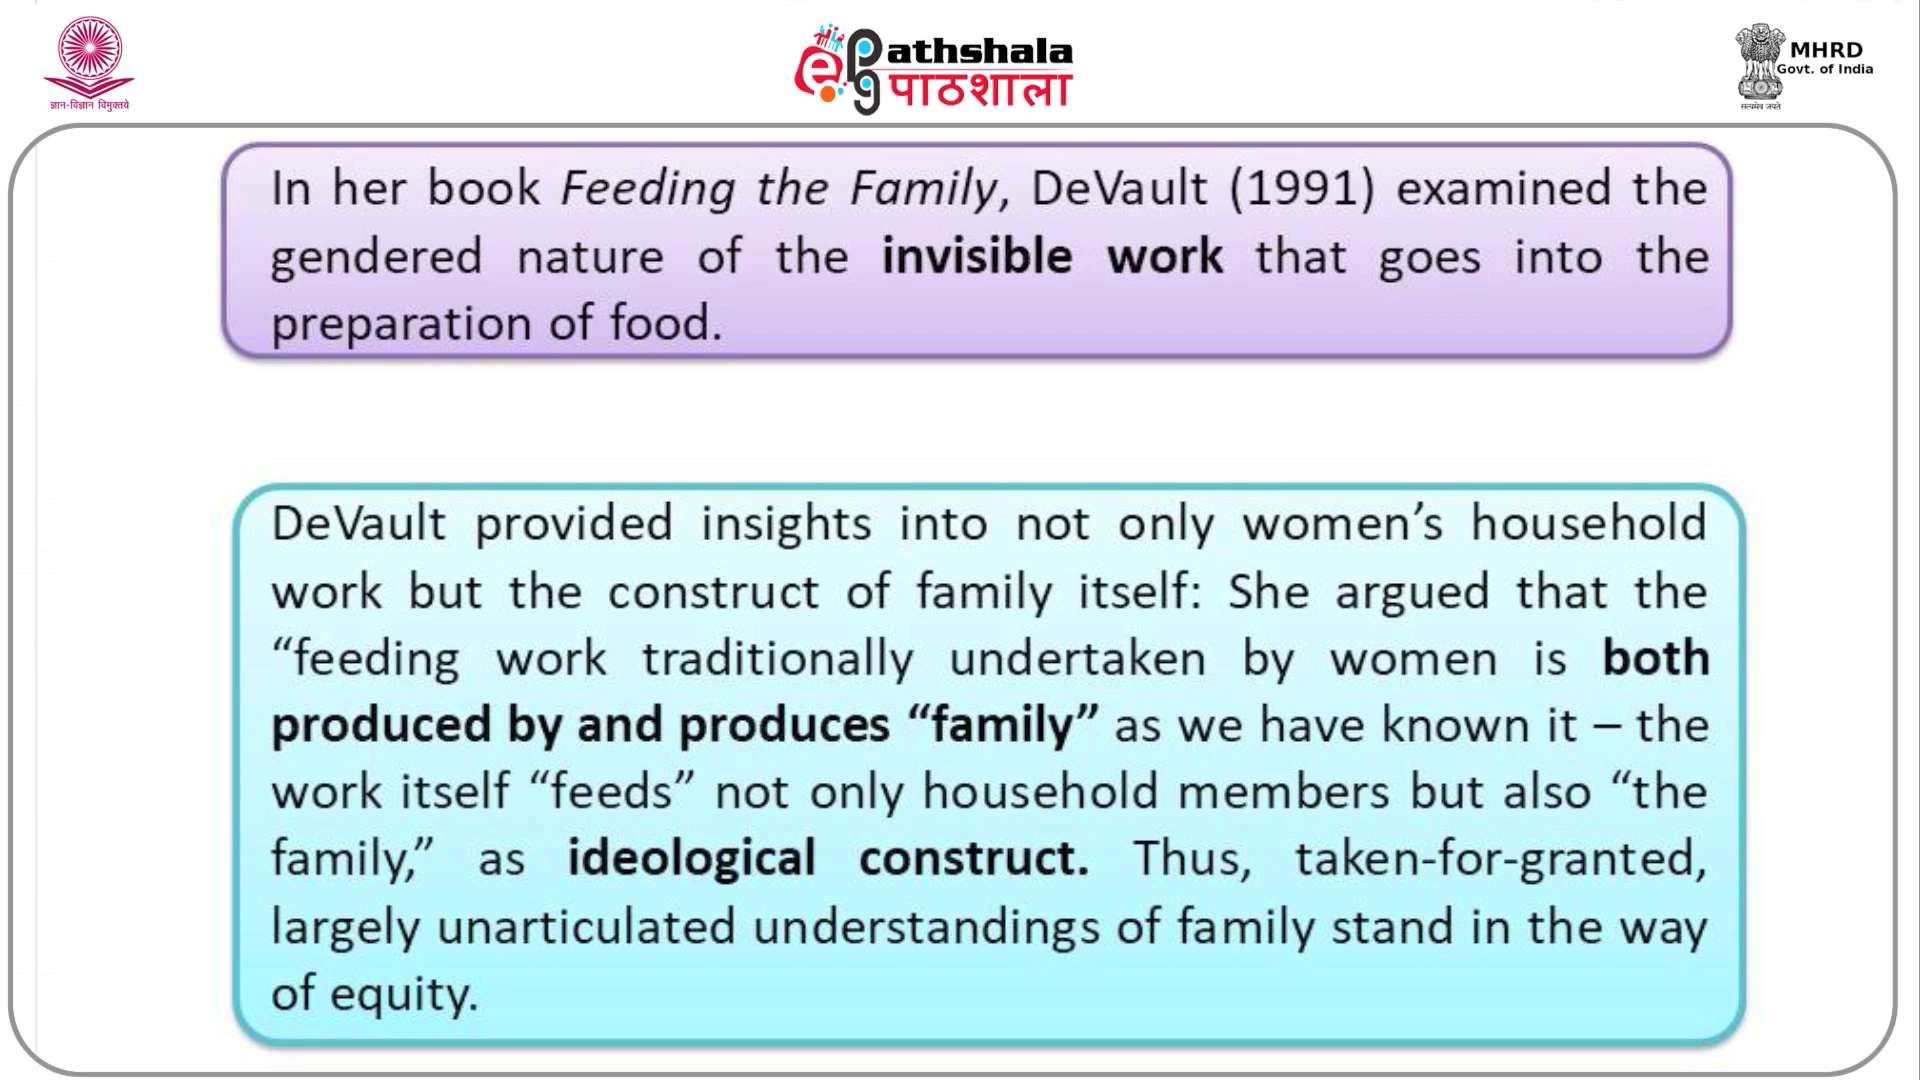 ज्ञान-विज्ञान विमुक्तये
e pg athshala
पाठशाला
MHRD
Govt. of India
सत्यमेव जयते
In her book Feeding the Family, DeVault (1991) examined the
gendered nature of the invisible work that goes into the
preparation of food.
DeVault provided insights into not only women’s household
work but the construct of family itself: She argued that the
“feeding work traditionally undertaken by women is both
produced by and produces “family” as we have known it – the
work itself “feeds” not only household members but also “the
family,” as ideological construct. Thus, taken-for-granted,
largely unarticulated understandings of family stand in the way
of equity.